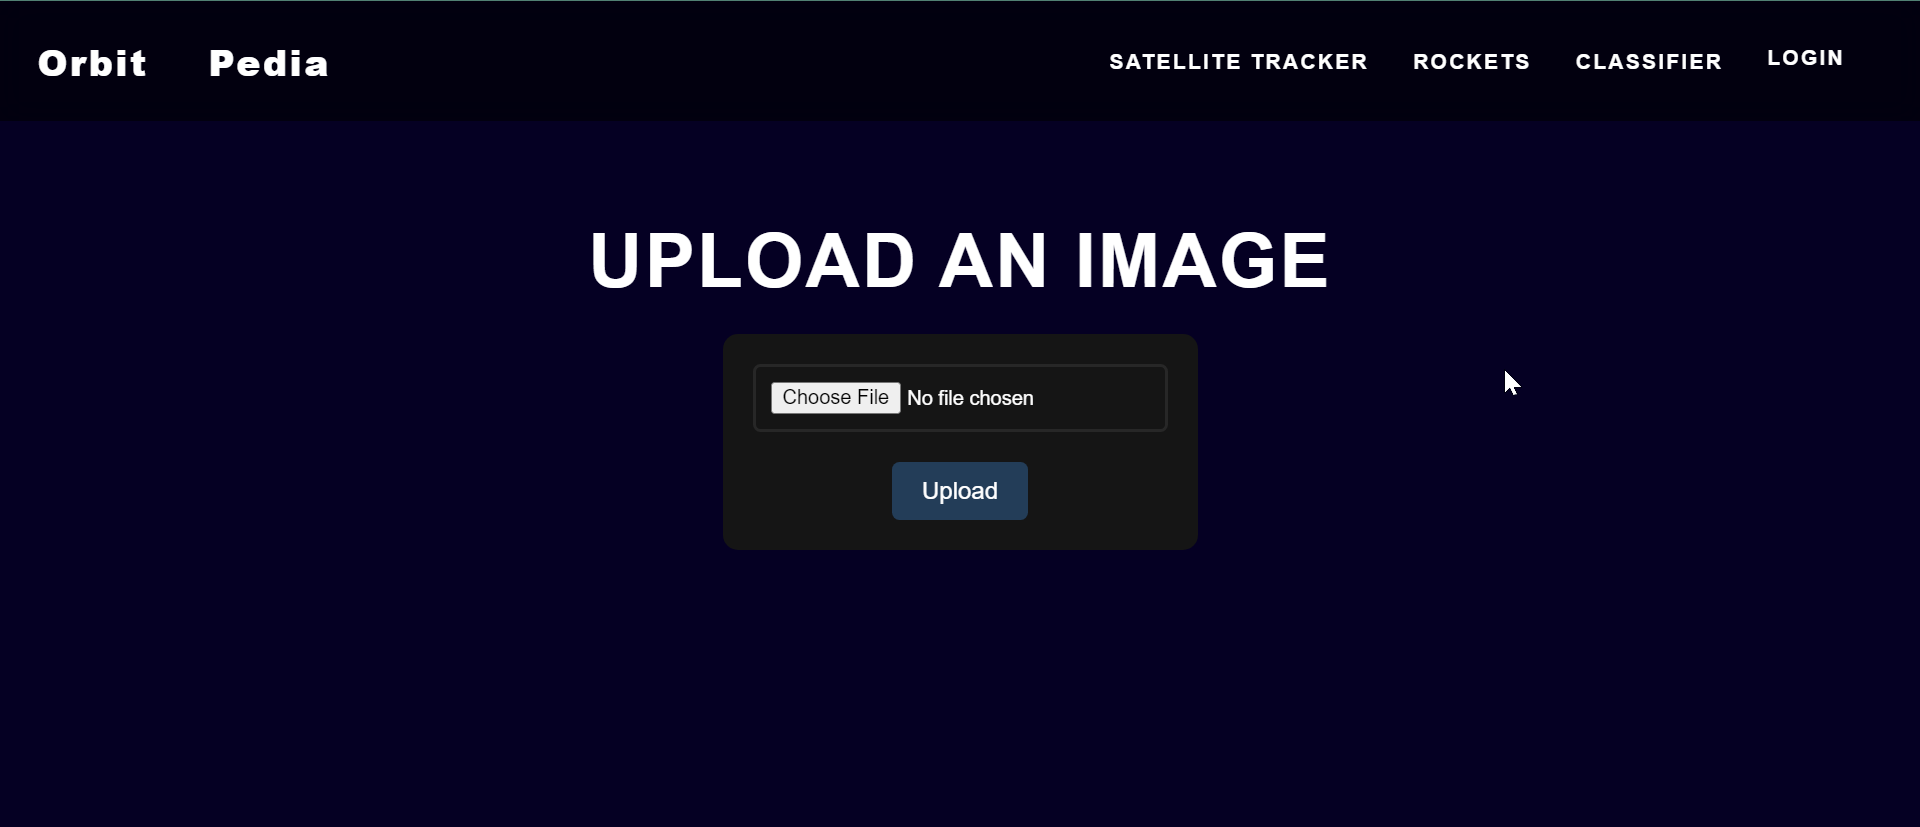 Orbit Pedia
SATELLITE TRACKER ROCKETS CLASSIFIER LOGIN
UPLOAD AN IMAGE
Choose File No file chosen
Upload